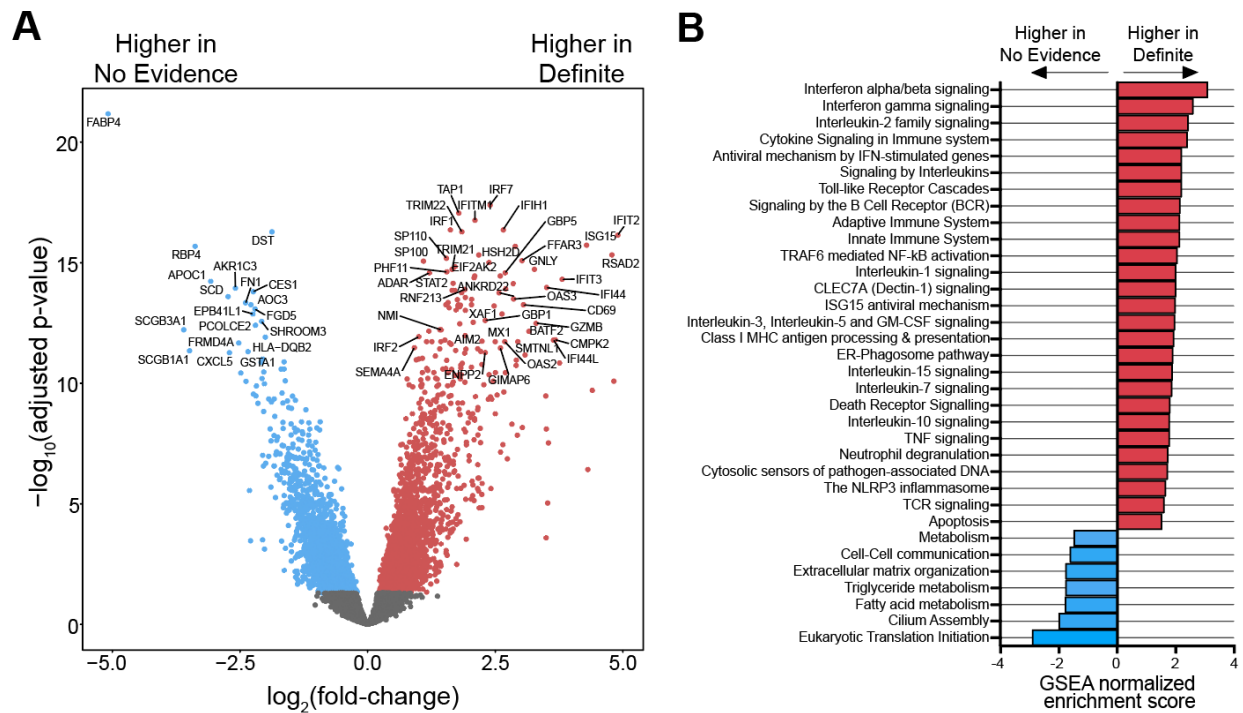 A
Higher in
No Evidence
Higher in
Definite
−log10(adjusted p-value)
20
15
10
5
0
FABP4
TAP1
IRF7
TRIM22
IFITM1
IFIH1
IRF1
GBP5
IFIT2
DST
SP110
ISG15
RBP4
SP100
TRIM21
HSH2D
FFAR3
AKR1C3
GNLY
RSAD2
APOC1
FN1
CES1
PHF11
EIF2AK2
IFIT3
SCD
ADAR
STAT2
ANKRD22
AOC3
RNF213
OAS3
IFI44
EPB41L1
FGD5
CD69
SCGB3A1
PCOLCE2
SHROOM3
NMI
XAF1
GBP1
GZMB
FRMD4A
HLA−DQB2
IRF2
AIM2
MX1
BATF2
CMPK2
SCGB1A1
CXCL5
GSTA1
SMTNL1
IFI44L
SEMA4A
ENPP2
OAS2
GIMAP6
−5.0
−2.5
0.0
2.5
5.0
log2(fold-change)
B
Higher in
No Evidence
Higher in
Definite
Interferon alpha/beta signaling
Interferon gamma signaling
Interleukin-2 family signaling
Cytokine Signaling in Immune system
Antiviral mechanism by IFN-stimulated genes
Signaling by Interleukins
Toll-like Receptor Cascades
Signaling by the B Cell Receptor (BCR)
Adaptive Immune System
Innate Immune System
TRAF6 mediated NF-kB activation
Interleukin-1 signaling
CLEC7A (Dectin-1) signaling
ISG15 antiviral mechanism
Interleukin-3, Interleukin-5 and GM-CSF signaling
Class I MHC antigen processing & presentation
ER-Phagosome pathway
Interleukin-15 signaling
Interleukin-7 signaling
Death Receptor Signalling
Interleukin-10 signaling
TNF signaling
Neutrophil degranulation
Cytosolic sensors of pathogen-associated DNA
The NLRP3 inflammasome
TCR signaling
Apoptosis
Metabolism
Cell-Cell communication
Extracellular matrix organization
Triglyceride metabolism
Fatty acid metabolism
Cilium Assembly
Eukaryotic Translation Initiation
-4
-2
0
2
4
GSEA normalized
enrichment score